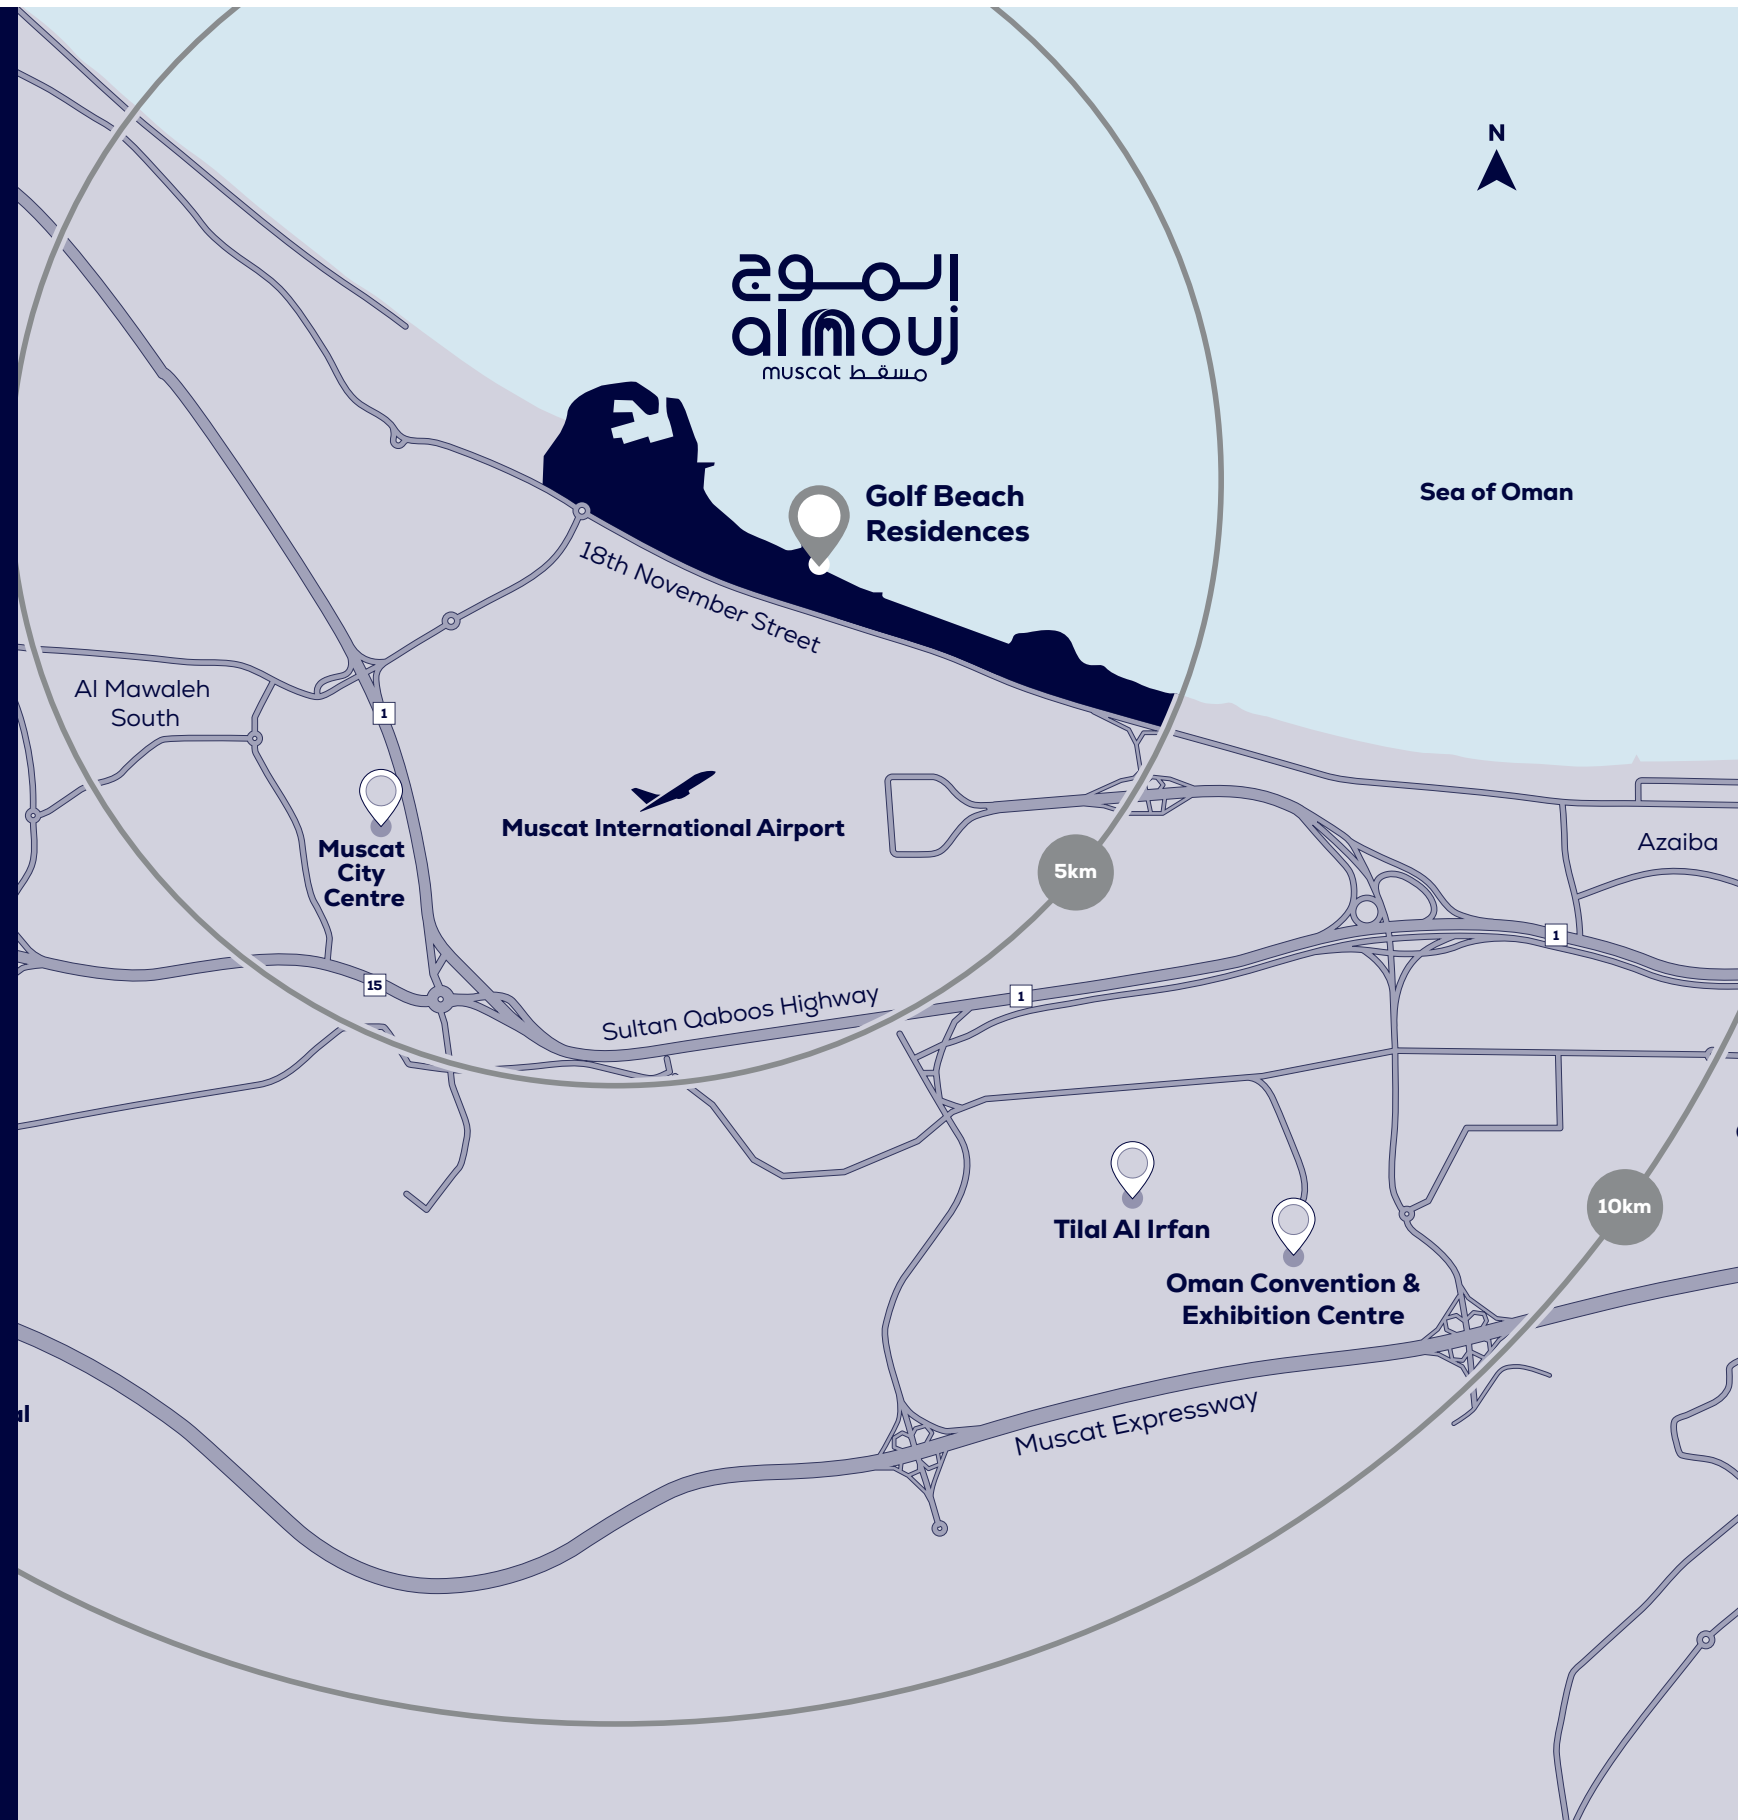 N
الموج
al mouj
muscat مسقط
Golf Beach
Residences
Sea of Oman
18th November Street
Al Mawaleh
South
1
Muscat International Airport
Muscat
City
Centre
5km
Azaiba
1
15
1
Sultan Qaboos Highway
Tilal Al Irfan
10km
Oman Convention &
Exhibition Centre
Muscat Expressway
al